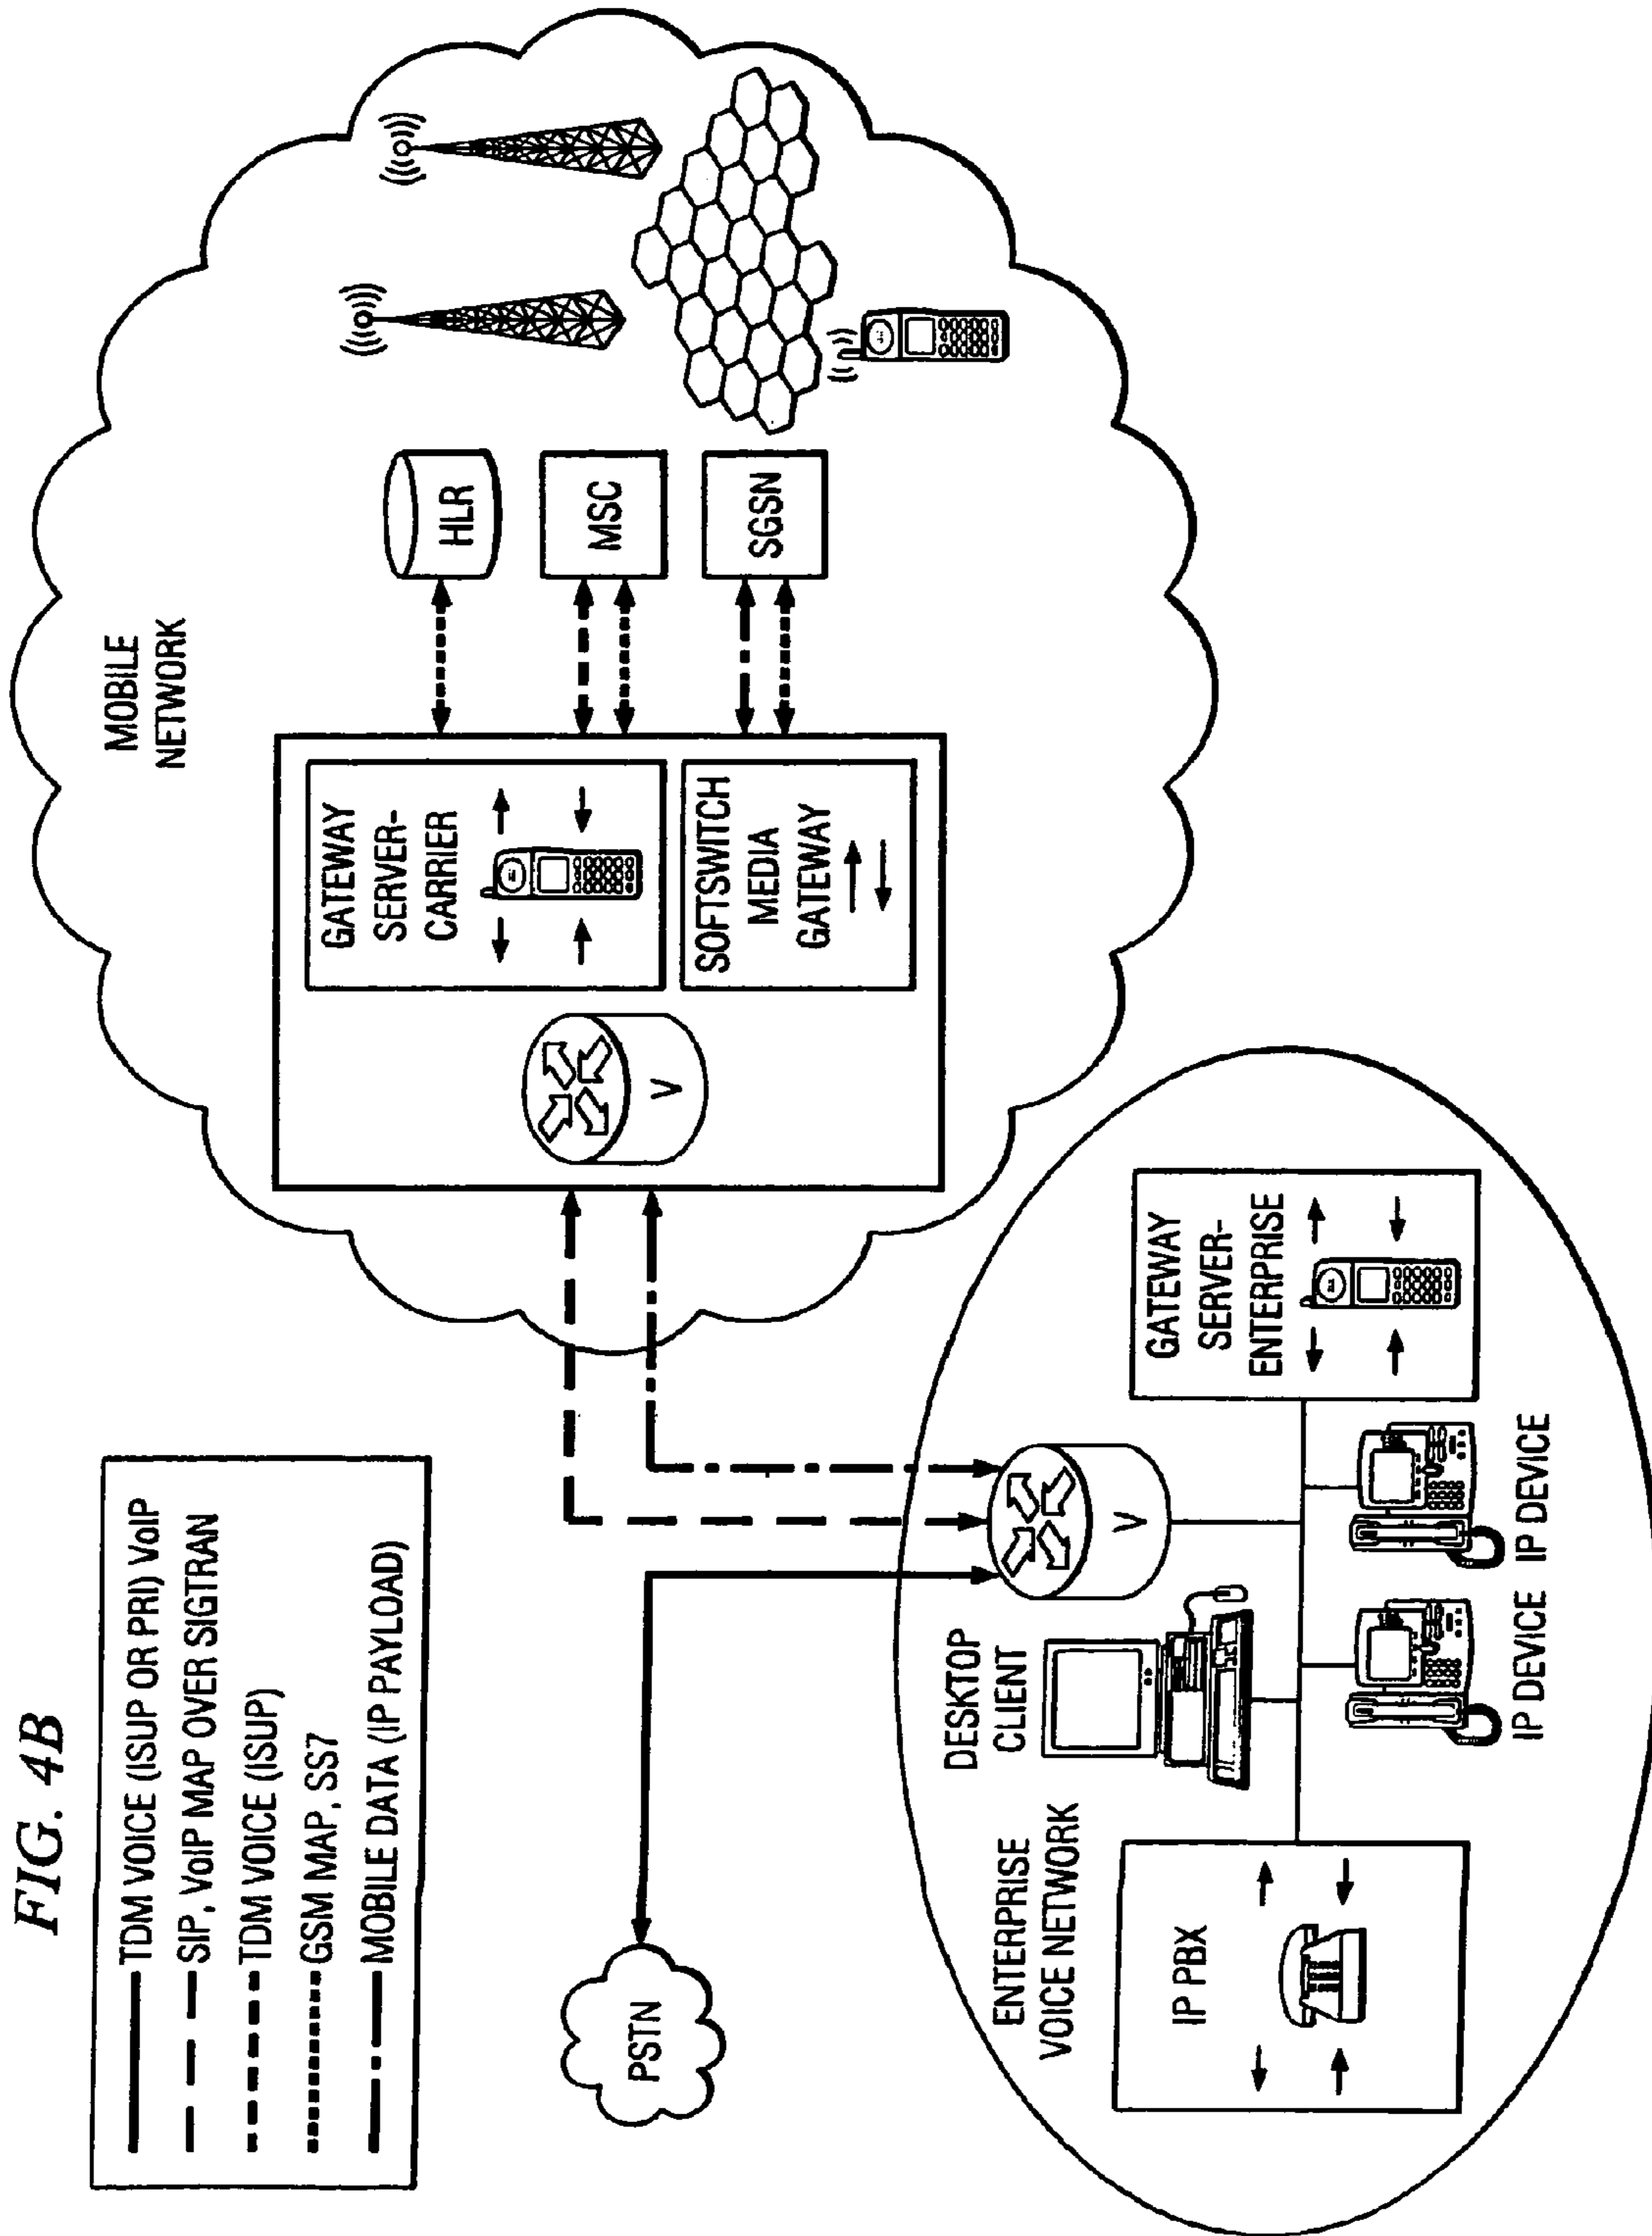 FIG. 4B
TDM VOICE (ISUP OR PRI) VoIP
SIP, VoIP MAP OVER SIGTRAN
TDM VOICE (ISUP)
GSM MAP, SS7
MOBILE DATA (IP PAYLOAD)
MOBILE
NETWORK
GATEWAY
SERVER-
CARRIER
SOFTSWITCH
MEDIA
GATEWAY
V
HLR
MSC
SGSN
PSTN
ENTERPRISE
VOICE NETWORK
IP PBX
DESKTOP
CLIENT
V
GATEWAY
SERVER-
ENTERPRISE
IP DEVICE
IP DEVICE